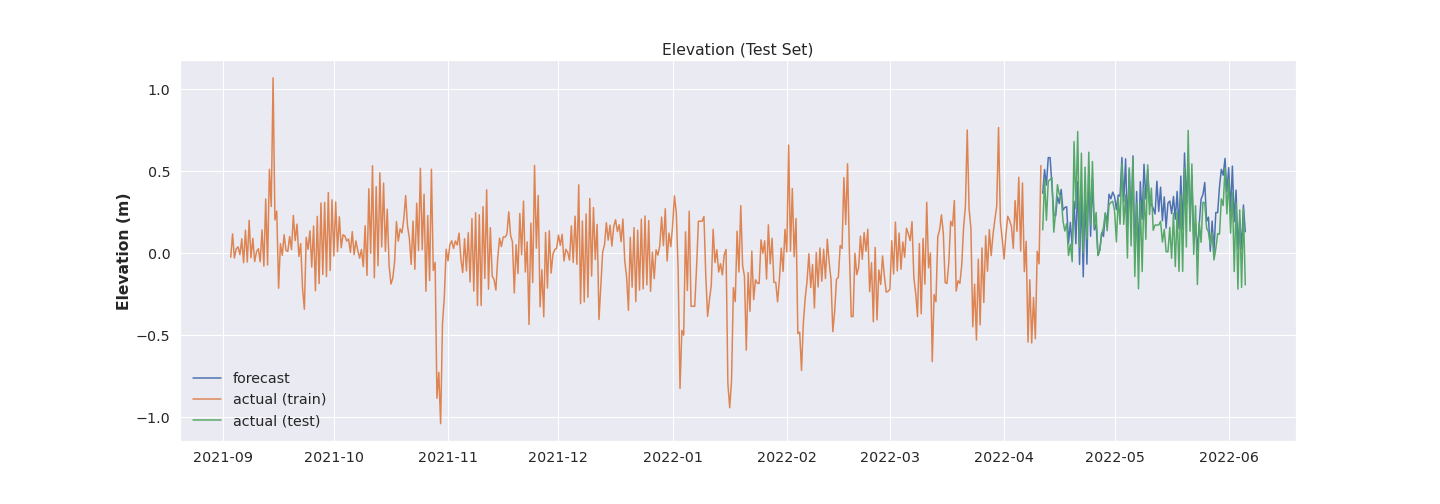 Elevation (Test Set)
Elevation (m)
1.0
0.5
0.0
−0.5
−1.0
forecast
actual (train)
actual (test)
2021-09 2021-10 2021-11 2021-12 2022-01 2022-02 2022-03 2022-04 2022-05 2022-06